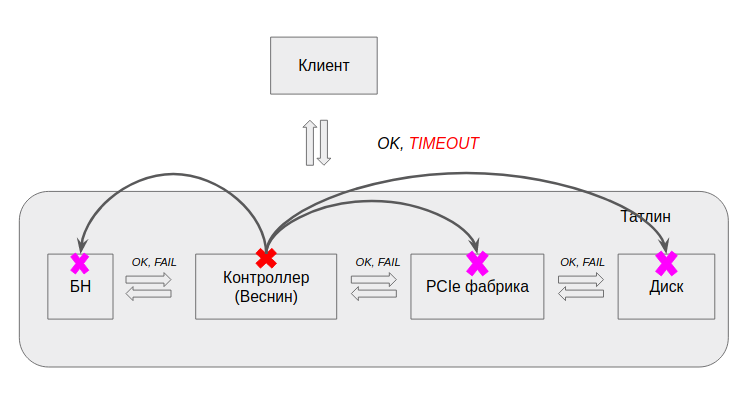 Клиент
OK, TIMEOUT
Татлин
OK, FAIL
OK, FAIL
OK, FAIL
БН
Контроллер
(Веснин)
PCIe фабрика
Диск